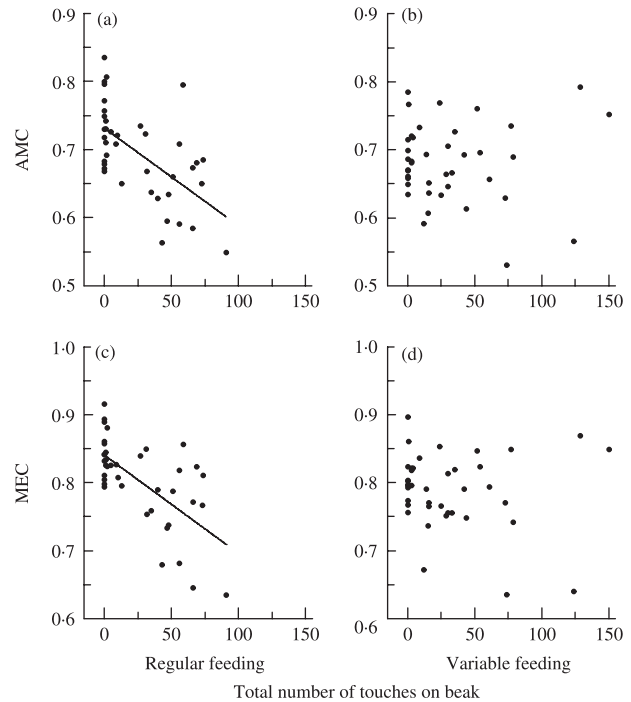 0·9 (a) (b) 0·9
0·8 0·8
AMC 0·7 0·7
0·6 0·6
0·5 0·5
0 50 100 150 0 50 100 150
1·0 (c) (d) 1·0
0·9 0·9
MEC 0·8 0·8
0·7 0·7
0·6 0·6
0 50 100 150 0 50 100 150
Regular feeding Variable feeding
Total number of touches on beak